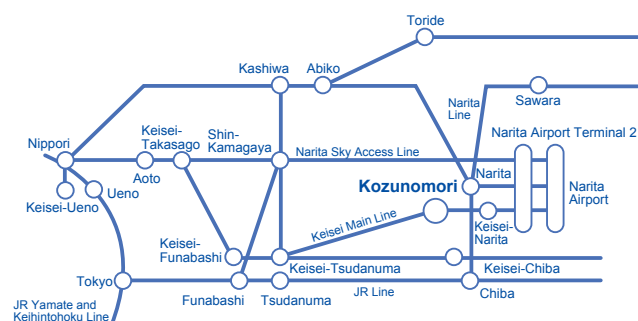 Toride
Kashiwa
Abiko
Narita
Line
Sawara
Nippori
Keisei-
Takasago
Shin-
Kamagaya
Narita Airport Terminal 2
Narita Sky Access Line
Aoto
Ueno
Keisei-Ueno
Kozunomori
Narita
Narita
Airport
Keisei Main Line
Keisei-
Narita
Keisei-
Funabashi
Keisei-Tsudanuma
Keisei-Chiba
Tokyo
Funabashi
Tsudanuma
JR Line
Chiba
JR Yamate and
Keihintohoku Line